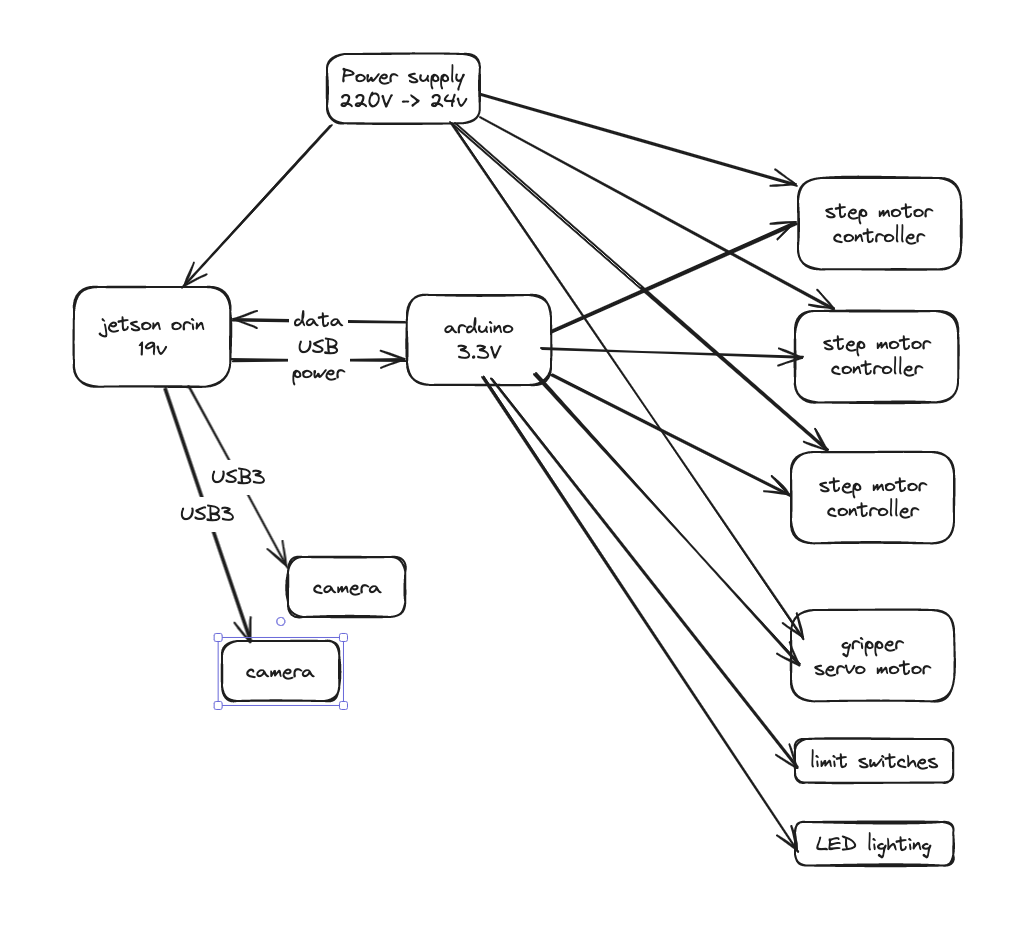 Power supply
220V -> 24v
step motor
controller
jetson orin
19v
data
USB
power
arduino
3.3V
step motor
controller
USB3
USB3
step motor
controller
camera
camera
gripper
servo motor
limit switches
LED lighting